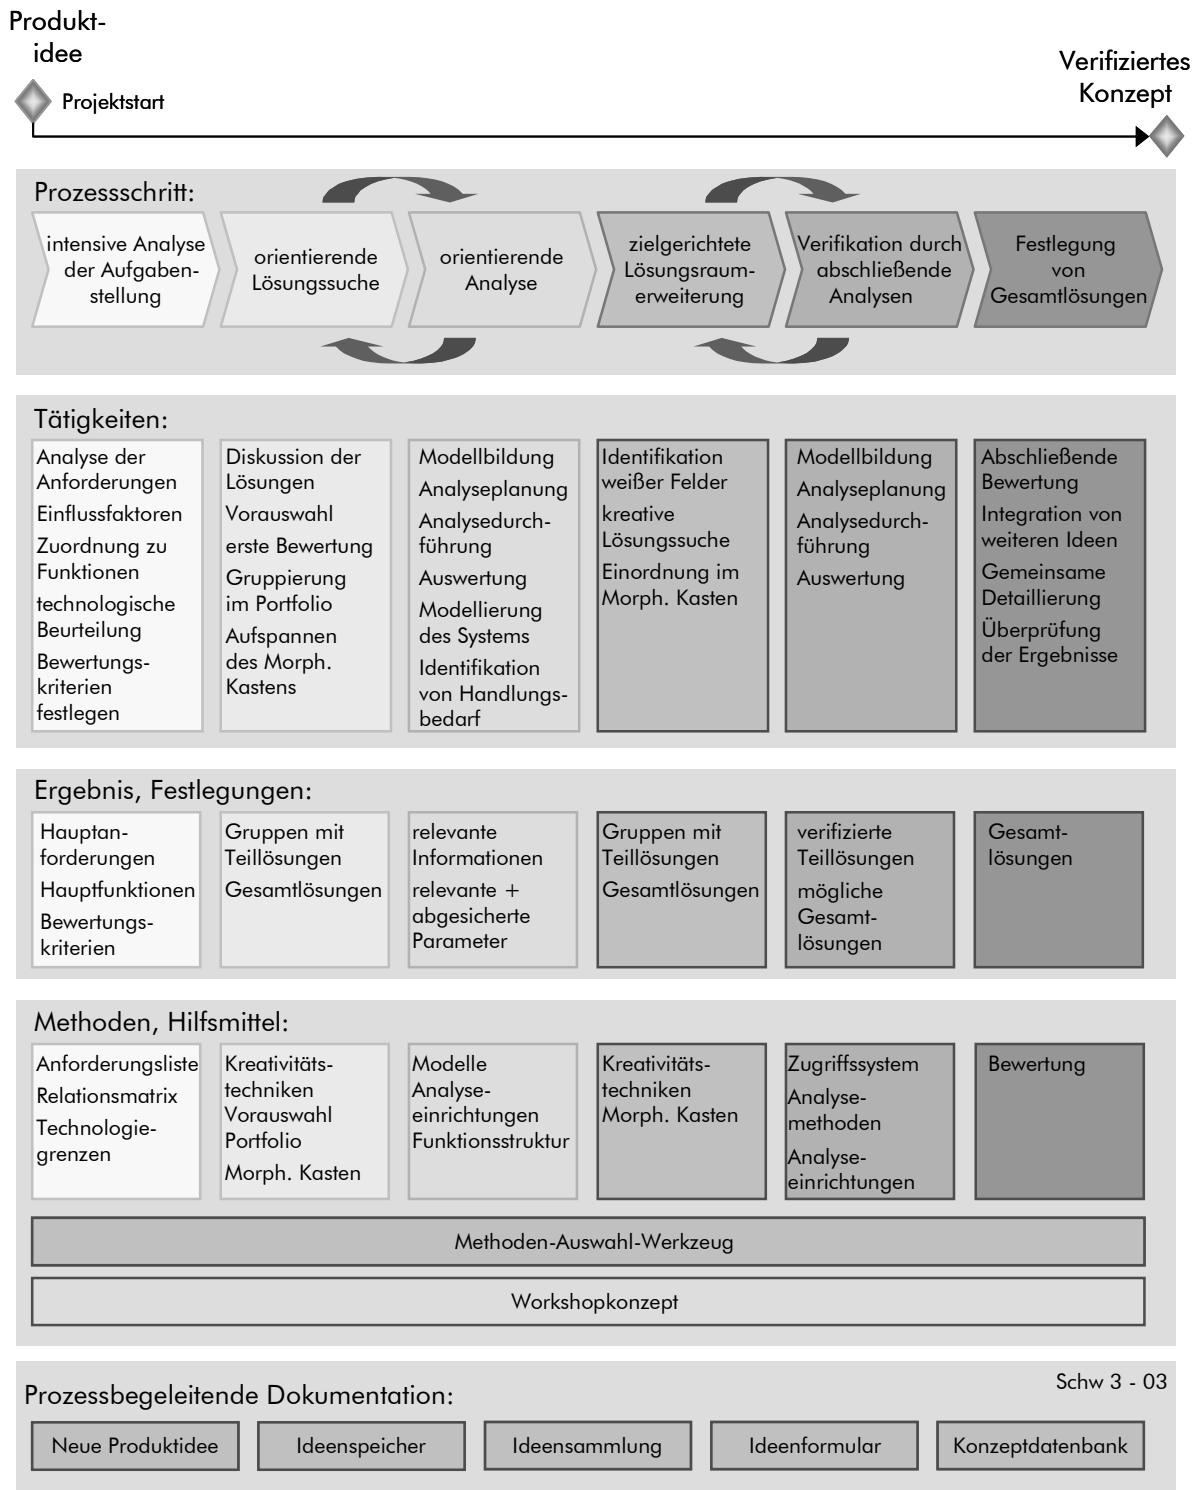 Produkt-
idee
Projektstart
Verifiziertes
Konzept
Prozessschritt:
intensive Analyse
der Aufgaben-
stellung
orientierende
Lösungssuche
orientierende
Analyse
zielgerichtete
Lösungsraum-
erweiterung
Verifikation durch
abschließende
Analysen
Festlegung
von
Gesamtlösungen
Tätigkeiten:
Analyse der
Anforderungen
Einflussfaktoren
Zuordnung zu
Funktionen
technologische
Beurteilung
Bewertungs-
kriterien
festlegen
Diskussion der
Lösungen
Vorauswahl
erste Bewertung
Gruppierung
im Portfolio
Aufspannen
des Morph.
Kastens
Modellbildung
Analyseplanung
Analysedurch-
führung
Auswertung
Modellierung
des Systems
Identifikation
von Handlungs-
bedarf
Identifikation
weißer Felder
kreative
Lösungssuche
Einordnung im
Morph. Kasten
Modellbildung
Analyseplanung
Analysedurch-
führung
Auswertung
Abschließende
Bewertung
Integration von
weiteren Ideen
Gemeinsame
Detaillierung
Überprüfung
der Ergebnisse
Ergebnis, Festlegungen:
Hauptan-
forderungen
Hauptfunktionen
Bewertungs-
kriterien
Gruppen mit
Teillösungen
Gesamtlösungen
relevante
Informationen
relevante +
abgesicherte
Parameter
Gruppen mit
Teillösungen
Gesamtlösungen
verifizierte
Teillösungen
mögliche
Gesamt-
lösungen
Gesamt-
lösungen
Methoden, Hilfsmittel:
Anforderungsliste
Relationsmatrix
Technologie-
grenzen
Kreativitäts-
techniken
Vorauswahl
Portfolio
Morph. Kasten
Modelle
Analyse-
einrichtungen
Funktionsstruktur
Kreativitäts-
techniken
Morph. Kasten
Zugriffssystem
Analyse-
methoden
Analyse-
einrichtungen
Bewertung
Methoden-Auswahl-Werkzeug
Workshopkonzept
Schw 3 - 03
Prozessbegeleitende Dokumentation:
Neue Produktidee
Ideenspeicher
Ideensammlung
Ideenformular
Konzeptdatenbank